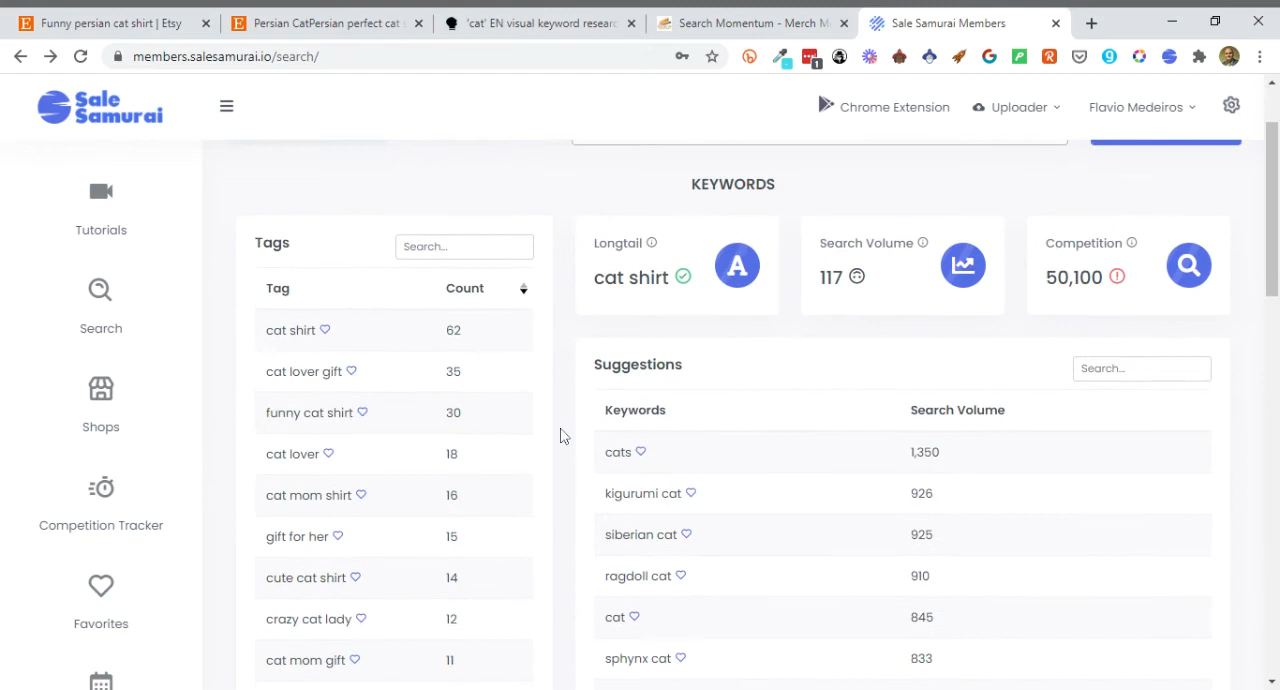 Funny persian cat shirt | Etsy
Persian CatPersian perfect cat
'cat' EN visual keyword researc
Search Momentum - Merch M
Sale Samurai Members
members.salesamurai.io/search/
1
Sale Samurai
Chrome Extension
Uploader
Flavio Medeiros
Tutorials
Search
Shops
Competition Tracker
Favorites
KEYWORDS
Tags
Search...
Tag Count
cat shirt 62
cat lover gift 35
funny cat shirt 30
cat lover 18
cat mom shirt 16
gift for her 15
cute cat shirt 14
crazy cat lady 12
cat mom gift 11
Longtail
cat shirt
A
Search Volume
117
Competition
50,100
Suggestions
Search...
Keywords Search Volume
cats 1,350
kigurumi cat 926
siberian cat 925
ragdoll cat 910
cat 845
sphynx cat 833